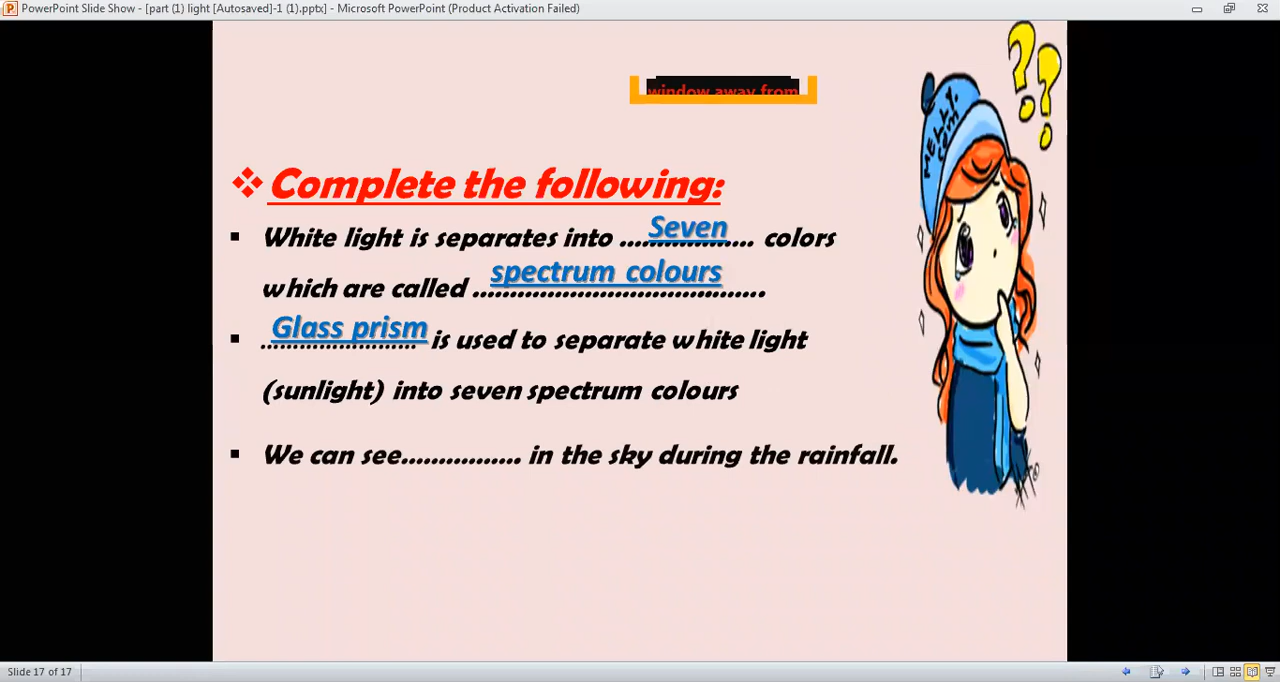 PowerPoint Slide Show - [part (1) light [Autosaved]-1 (1).pptx] - Microsoft PowerPoint (Product Activation Failed)
window away from
Complete the following:
White light is separates into ....Seven.... colors
which are called ....spectrum colours....
....Glass prism.... is used to separate white light
(sunlight) into seven spectrum colours
We can see................ in the sky during the rainfall.
MELLY.
com
??
Slide 17 of 17